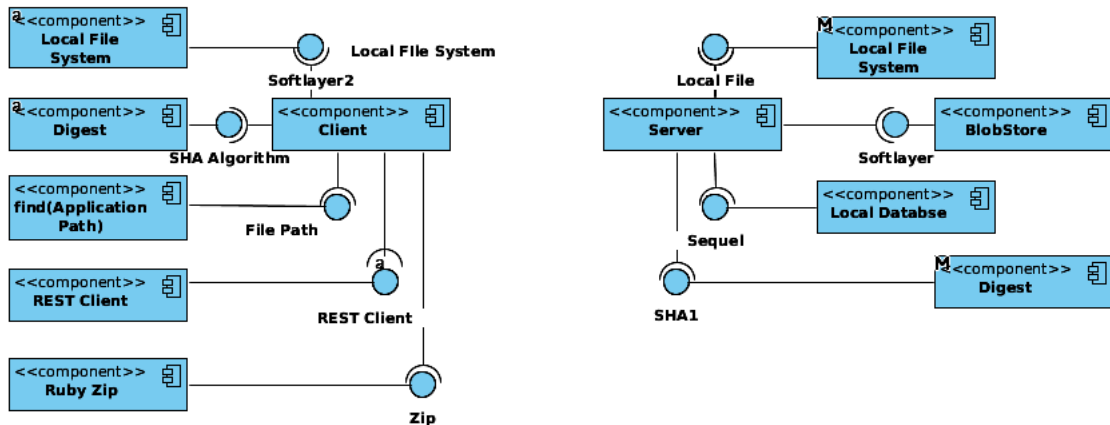 a
<<component>>
Local File
System
Local FIle System
Softlayer2
a
<<component>>
Digest
SHA Algorithm
<<component>>
Client
<<component>>
find(Application
Path)
File Path
<<component>>
REST Client
a
REST Client
<<component>>
Ruby Zip
Zip
M
<<component>>
Local File
System
Local File
<<component>>
Server
<<component>>
BlobStore
Softlayer
<<component>>
Local Databse
Sequel
M
<<component>>
Digest
SHA1